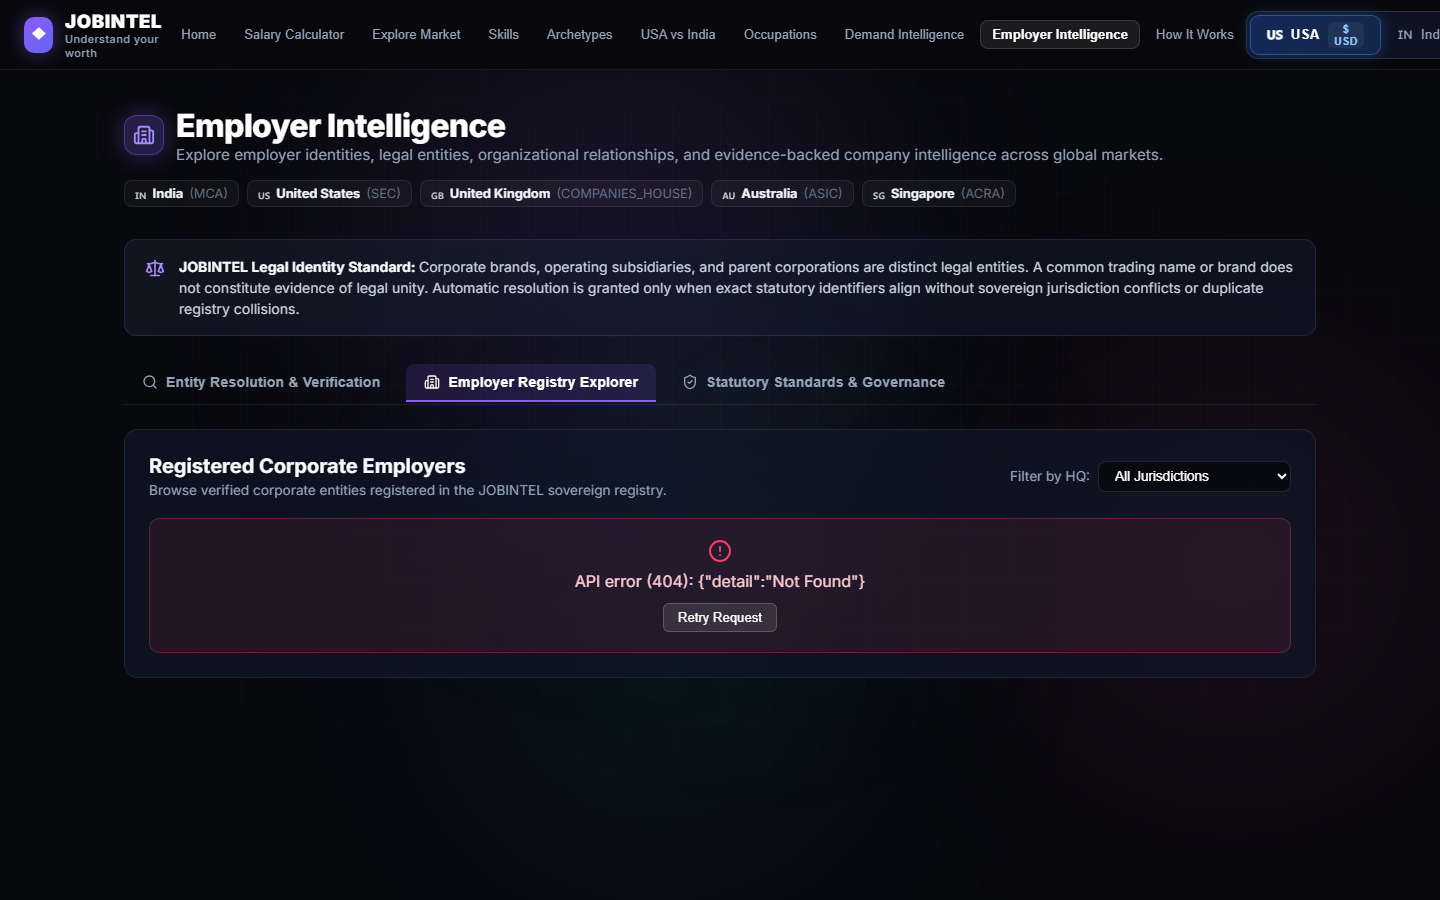 JOBINTEL
Understand your
worth
Home
Salary Calculator
Explore Market
Skills
Archetypes
USA vs India
Occupations
Demand Intelligence
Employer Intelligence
How It Works
US USA $
USD
IN Ind
Employer Intelligence
Explore employer identities, legal entities, organizational relationships, and evidence-backed company intelligence across global markets.
IN India (MCA)
US United States (SEC)
GB United Kingdom (COMPANIES_HOUSE)
AU Australia (ASIC)
SG Singapore (ACRA)
JOBINTEL Legal Identity Standard: Corporate brands, operating subsidiaries, and parent corporations are distinct legal entities. A common trading name or brand does
not constitute evidence of legal unity. Automatic resolution is granted only when exact statutory identifiers align without sovereign jurisdiction conflicts or duplicate
registry collisions.
Entity Resolution & Verification
Employer Registry Explorer
Statutory Standards & Governance
Registered Corporate Employers
Browse verified corporate entities registered in the JOBINTEL sovereign registry.
Filter by HQ:
All Jurisdictions
API error (404): {"detail":"Not Found"}
Retry Request